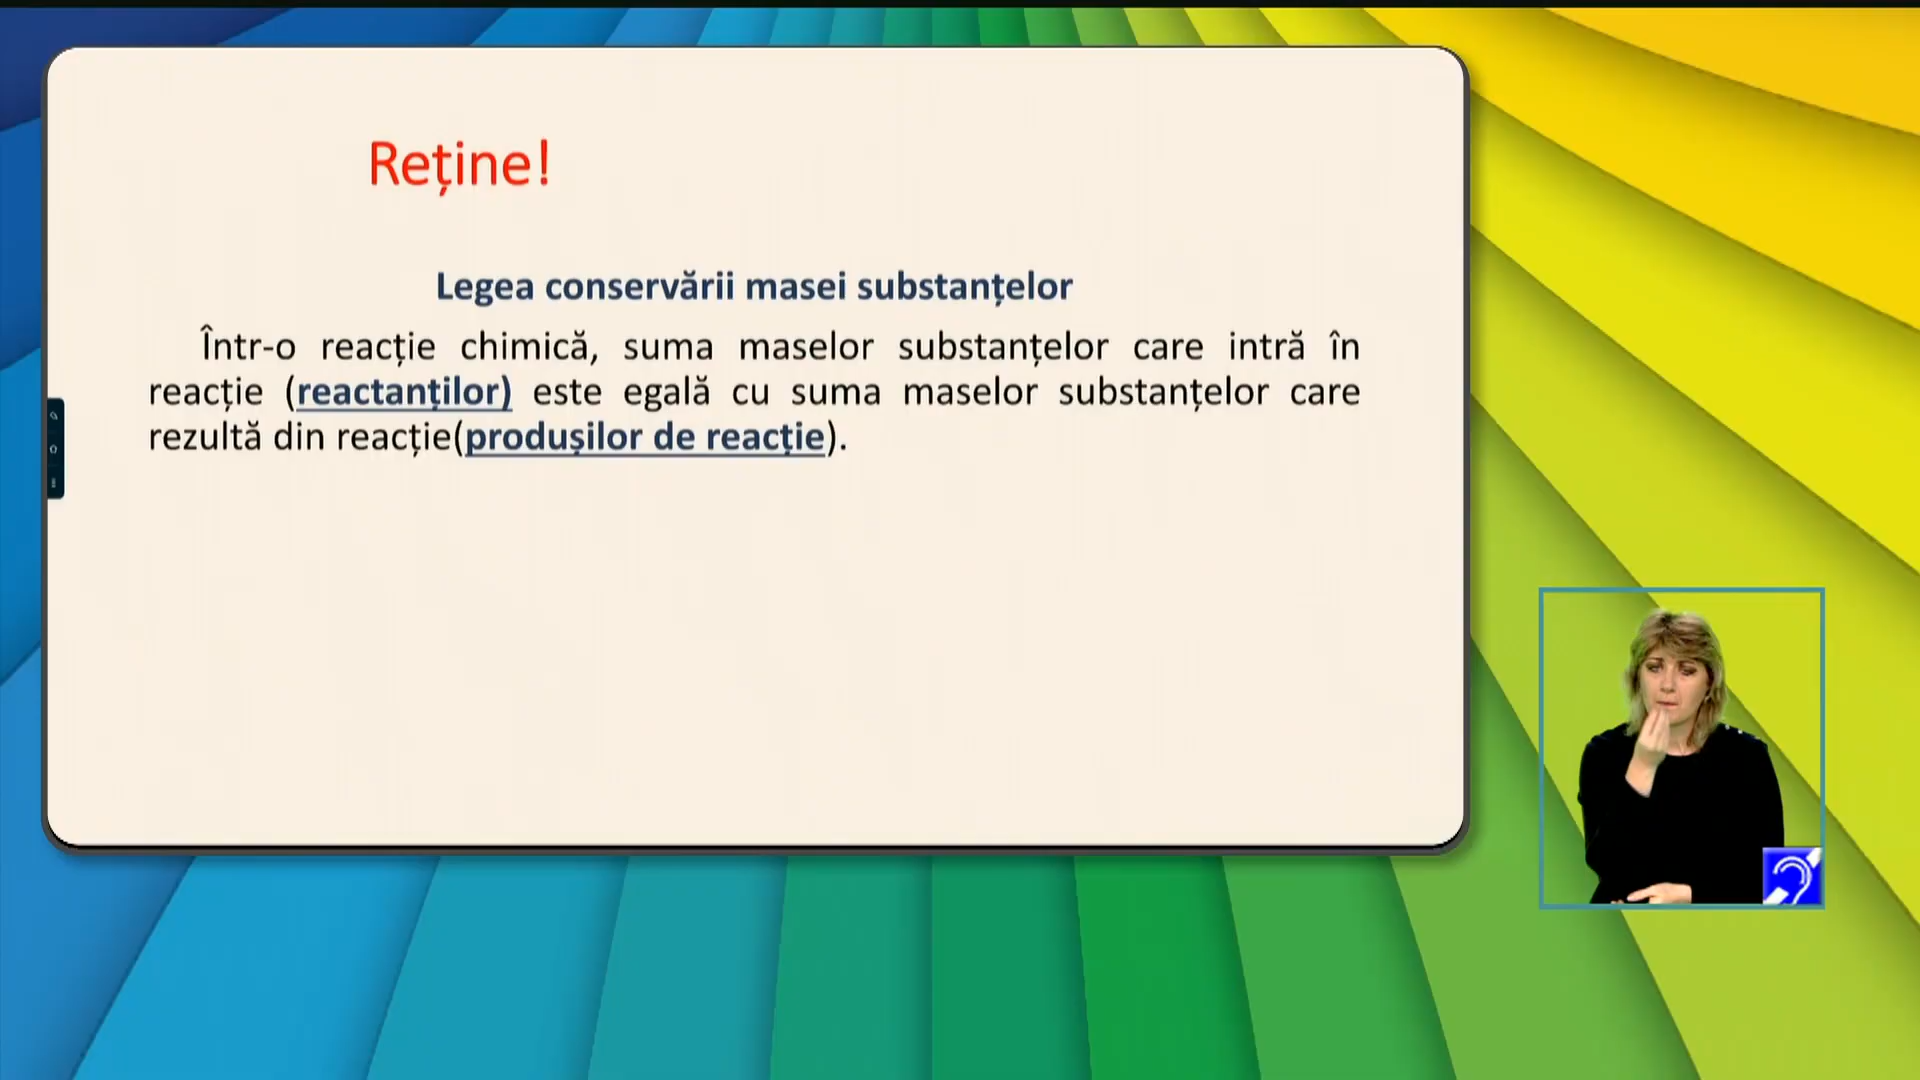 Reține!
Legea conservării masei substanțelor
Într-o reacție chimică, suma maselor substanțelor care intră în
reacție (reactanților) este egală cu suma maselor substanțelor care
rezultă din reacție(produșilor de reacție).